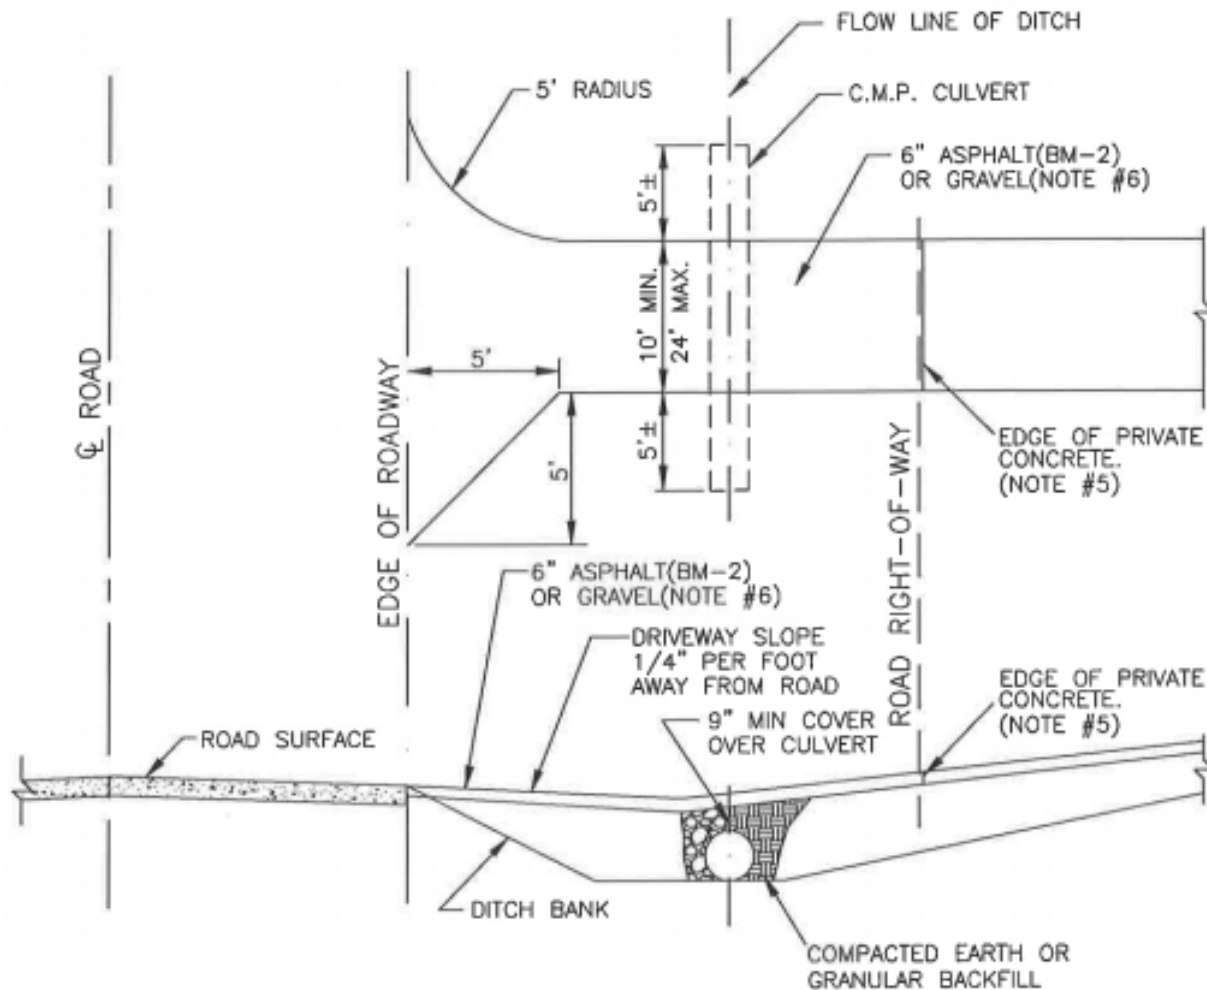 FLOW LINE OF DITCH
5' RADIUS
C.M.P. CULVERT
6" ASPHALT(BM-2)
OR GRAVEL(NOTE #6)
5'±
10' MIN.
24' MAX.
5'
5'±
5'
℄ ROAD
EDGE OF ROADWAY
ROAD RIGHT-OF-WAY
EDGE OF PRIVATE
CONCRETE.
(NOTE #5)
6" ASPHALT(BM-2)
OR GRAVEL(NOTE #6)
DRIVEWAY SLOPE
1/4" PER FOOT
AWAY FROM ROAD
EDGE OF PRIVATE
CONCRETE.
(NOTE #5)
9" MIN COVER
OVER CULVERT
ROAD SURFACE
DITCH BANK
COMPACTED EARTH OR
GRANULAR BACKFILL